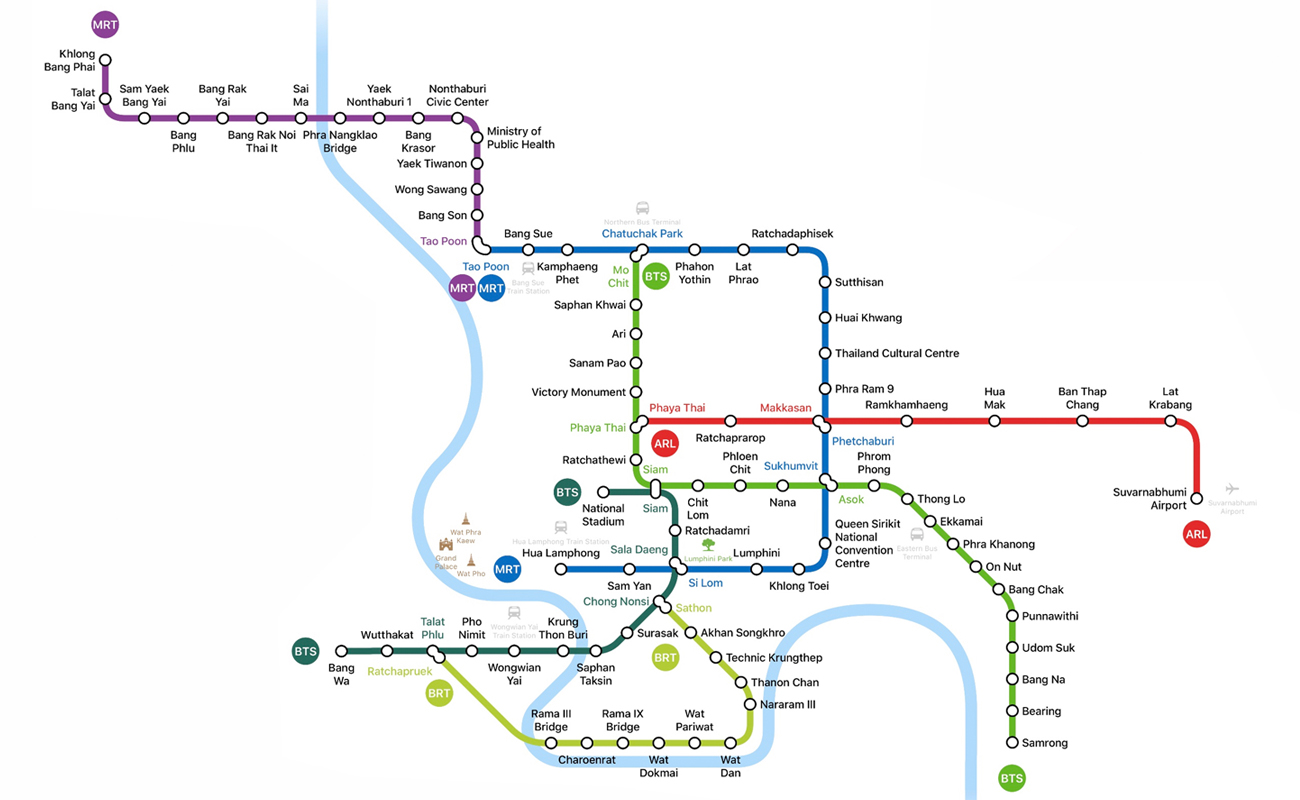 MRT
Khlong
Bang Phai
Talat
Bang Yai
Sam Yaek
Bang Yai
Bang
Phlu
Bang Rak
Yai
Bang Rak Noi
Thai It
Sai
Ma
Phra Nangklao
Bridge
Yaek
Nonthaburi 1
Bang
Krasor
Nonthaburi
Civic Center
Ministry of
Public Health
Yaek Tiwanon
Wong Sawang
Bang Son
Tao Poon
Tao Poon
MRT
MRT
Bang Sue
Bang Sue
Train Station
Kamphaeng
Phet
Northern Bus Terminal
Chatuchak Park
Mo
Chit
BTS
Phahon
Yothin
Lat
Phrao
Ratchadaphisek
Sutthisan
Huai Khwang
Thailand Cultural Centre
Phra Ram 9
Saphan Khwai
Ari
Sanam Pao
Victory Monument
Phaya Thai
Phaya Thai
ARL
Ratchaprarop
Makkasan
Phetchaburi
Ramkhamhaeng
Hua
Mak
Ban Thap
Chang
Lat
Krabang
Suvarnabhumi
Airport
Suvarnabhumi
Airport
ARL
Ratchathewi
Siam
Siam
BTS
National
Stadium
Chit
Lom
Phloen
Chit
Nana
Sukhumvit
Asok
Phrom
Phong
Thong Lo
Ekkamai
Eastern Bus
Terminal
Phra Khanong
On Nut
Bang Chak
Punnawithi
Udom Suk
Bang Na
Bearing
Samrong
BTS
Queen Sirikit
National
Convention
Centre
Ratchadamri
Sala Daeng
Lumphini Park
Lumphini
Khlong Toei
Si Lom
Sam Yan
Hua Lamphong Train Station
Hua Lamphong
MRT
Wat Phra
Kaew
Grand
Palace
Wat Pho
Chong Nonsi
Sathon
BRT
Surasak
Saphan
Taksin
Krung
Thon Buri
Wongwian Yai
Train Station
Wongwian
Yai
Pho
Nimit
Talat
Phlu
Wutthakat
Bang
Wa
BTS
Ratchapruek
BRT
Akhan Songkhro
Technic Krungthep
Thanon Chan
Nararam III
Rama III
Bridge
Charoenrat
Rama IX
Bridge
Wat
Dokmai
Wat
Pariwat
Wat
Dan